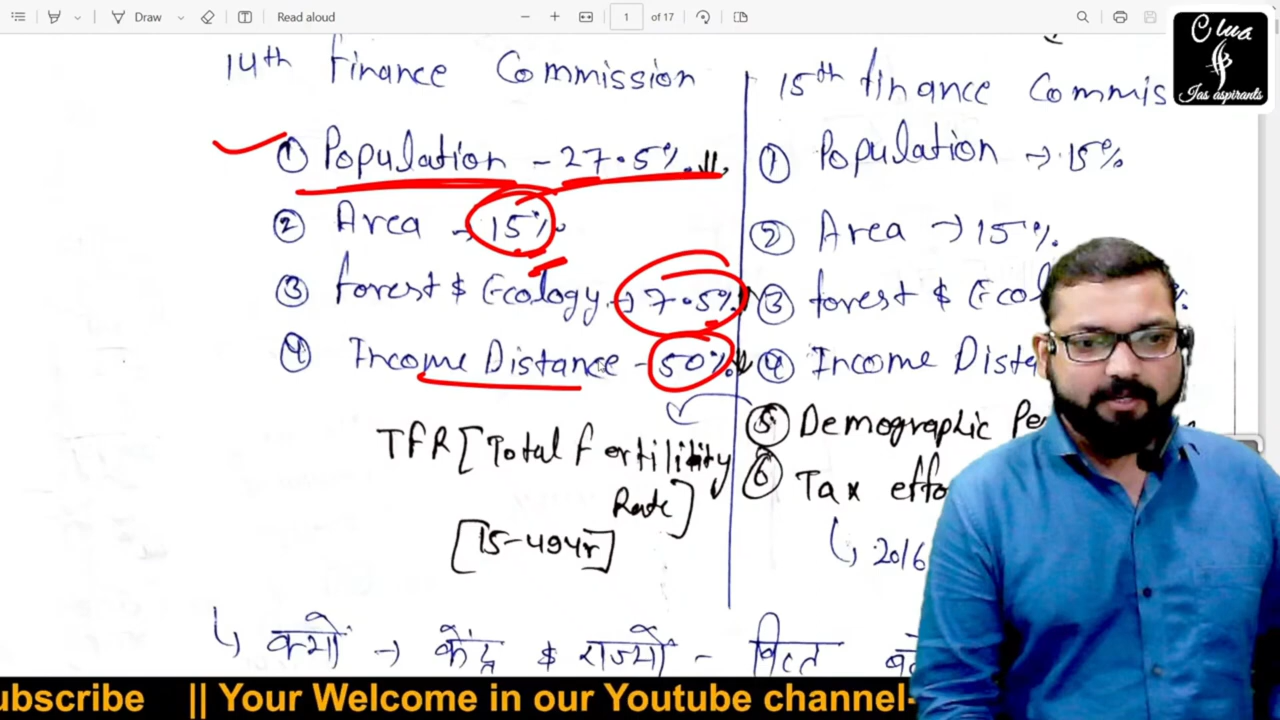 Draw
Read aloud
1 of 17
Clua
Ias aspirants
14th finance Commission
① Population - 27.5%
② Area → 15%
③ forest $ Ecology → 7.5%
④ Income Distance - 50%
TFR [Total fertility
Rate]
[15-49yr]
15th finance Commis
① Population → 15%
② Area → 15%
③ forest $ Ecol
④ Income Dista
⑤ Demographic Pe
⑥ Tax effo
↳ 2016
↳ क्यों → केंद्र $ राज्यों - वित्त
ubscribe || Your Welcome in our Youtube channel-